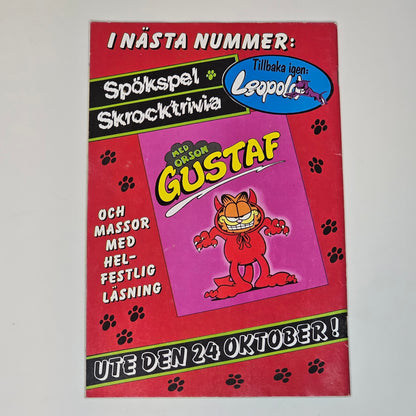 I NÄSTA NUMMER:
Spökspel
Skrocktrivia
Tillbaka igen:
Leopold
MED
ORSON
GUSTAF
OCH
MASSOR
MED
HEL-
FESTLIG
LÄSNING
UTE DEN 24 OKTOBER!